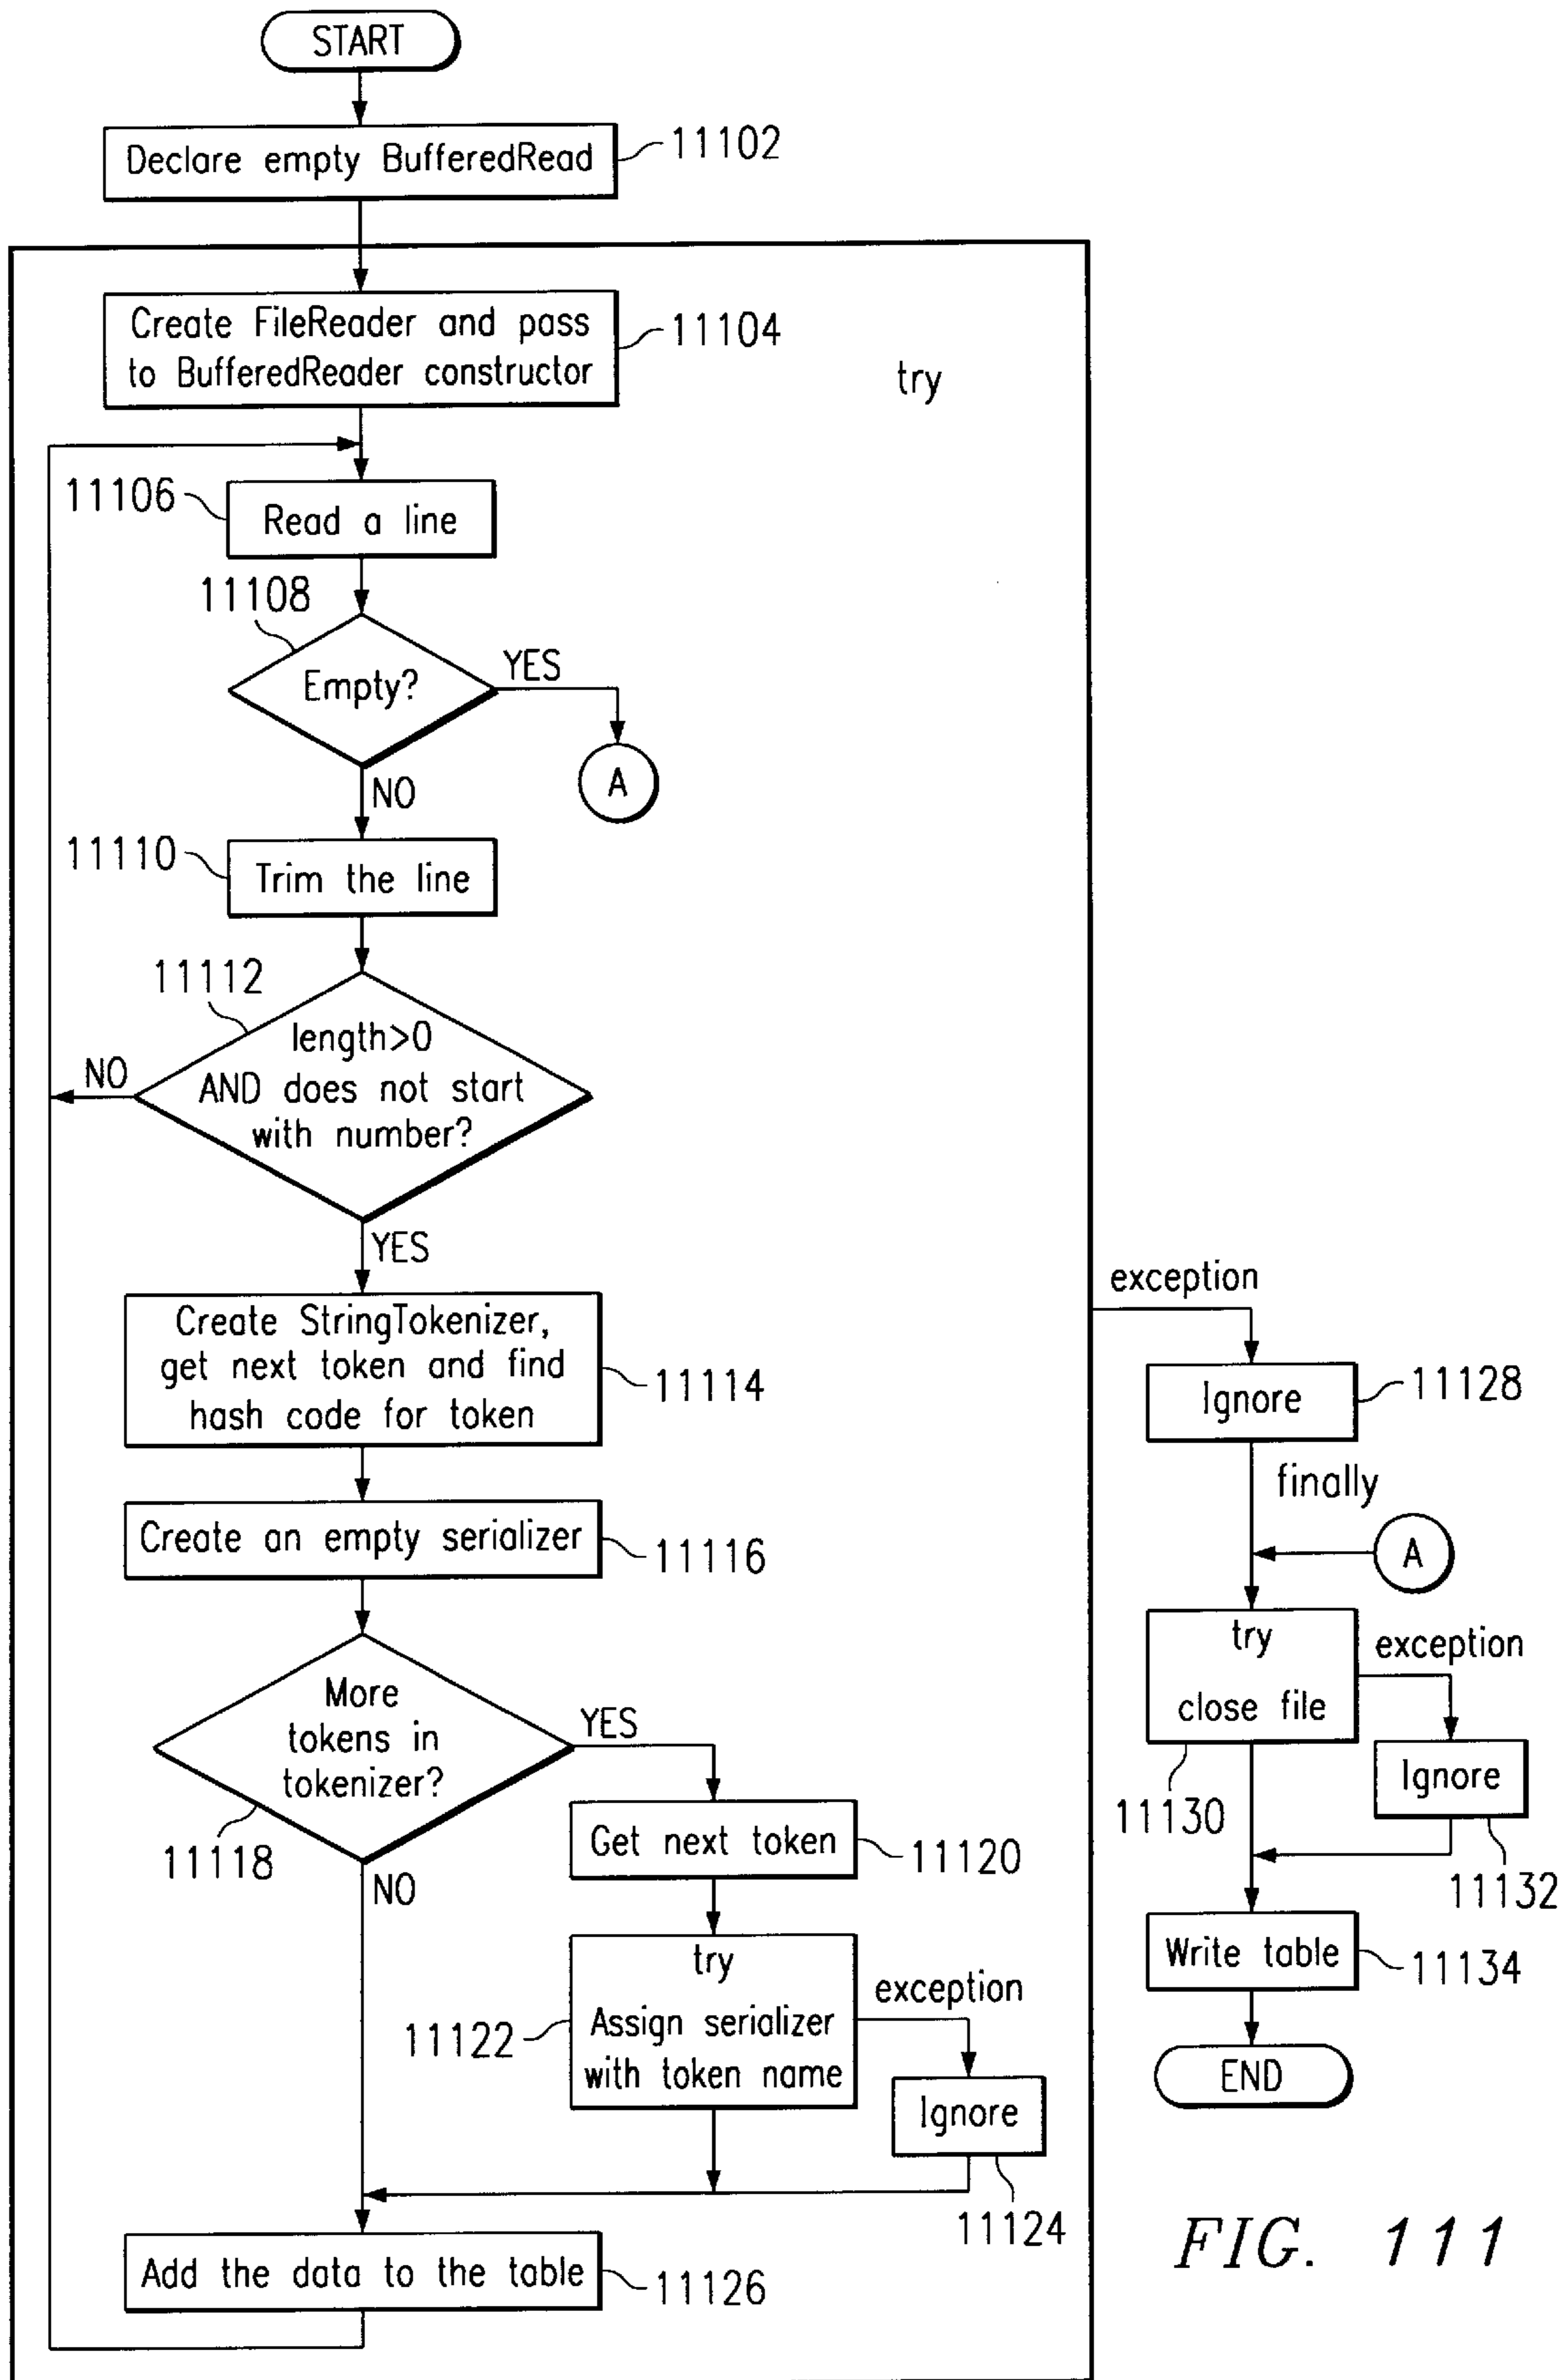 START
Declare empty BufferedRead
11102
Create FileReader and pass
to BufferedReader constructor
11104
try
11106
Read a line
11108
Empty?
YES
A
NO
11110
Trim the line
11112
length>0
AND does not start
with number?
NO
YES
Create StringTokenizer,
get next token and find
hash code for token
11114
Create an empty serializer
11116
More
tokens in
tokenizer?
11118
YES
NO
Get next token
11120
try
Assign serializer
with token name
11122
exception
Ignore
11124
Add the data to the table
11126
exception
Ignore
11128
finally
A
try
close file
11130
exception
Ignore
11132
Write table
11134
END
FIG. 111